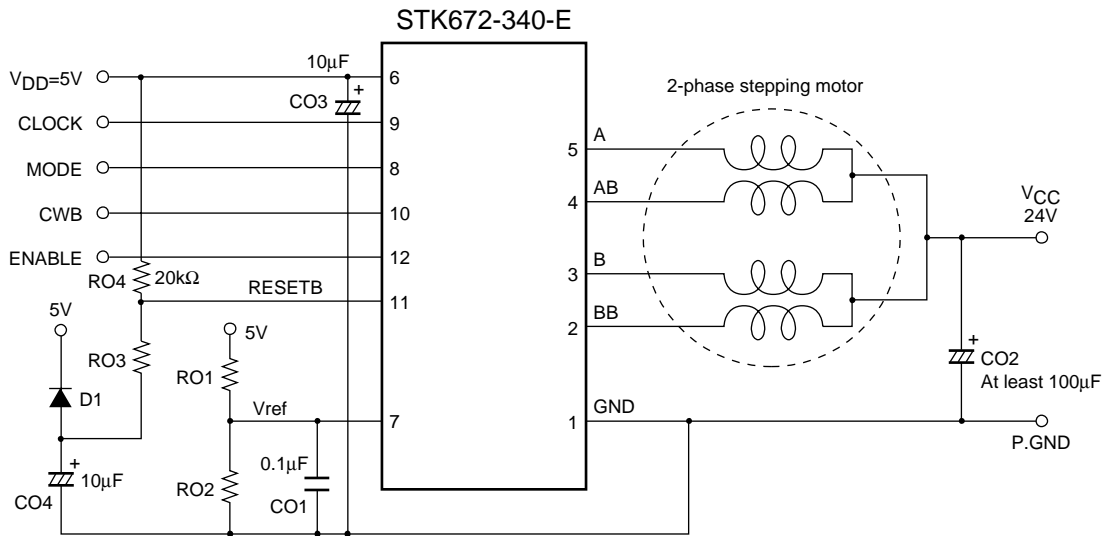 STK672-340-E
VDD=5V
CLOCK
MODE
CWB
ENABLE
10μF
+
CO3
6
9
8
10
12
11
7
RO4
20kΩ
RESETB
5V
RO3
D1
+
10μF
CO4
5V
RO1
Vref
RO2
0.1μF
CO1
2-phase stepping motor
5
A
4
AB
3
B
2
BB
1
GND
VCC
24V
+
CO2
At least 100μF
P.GND